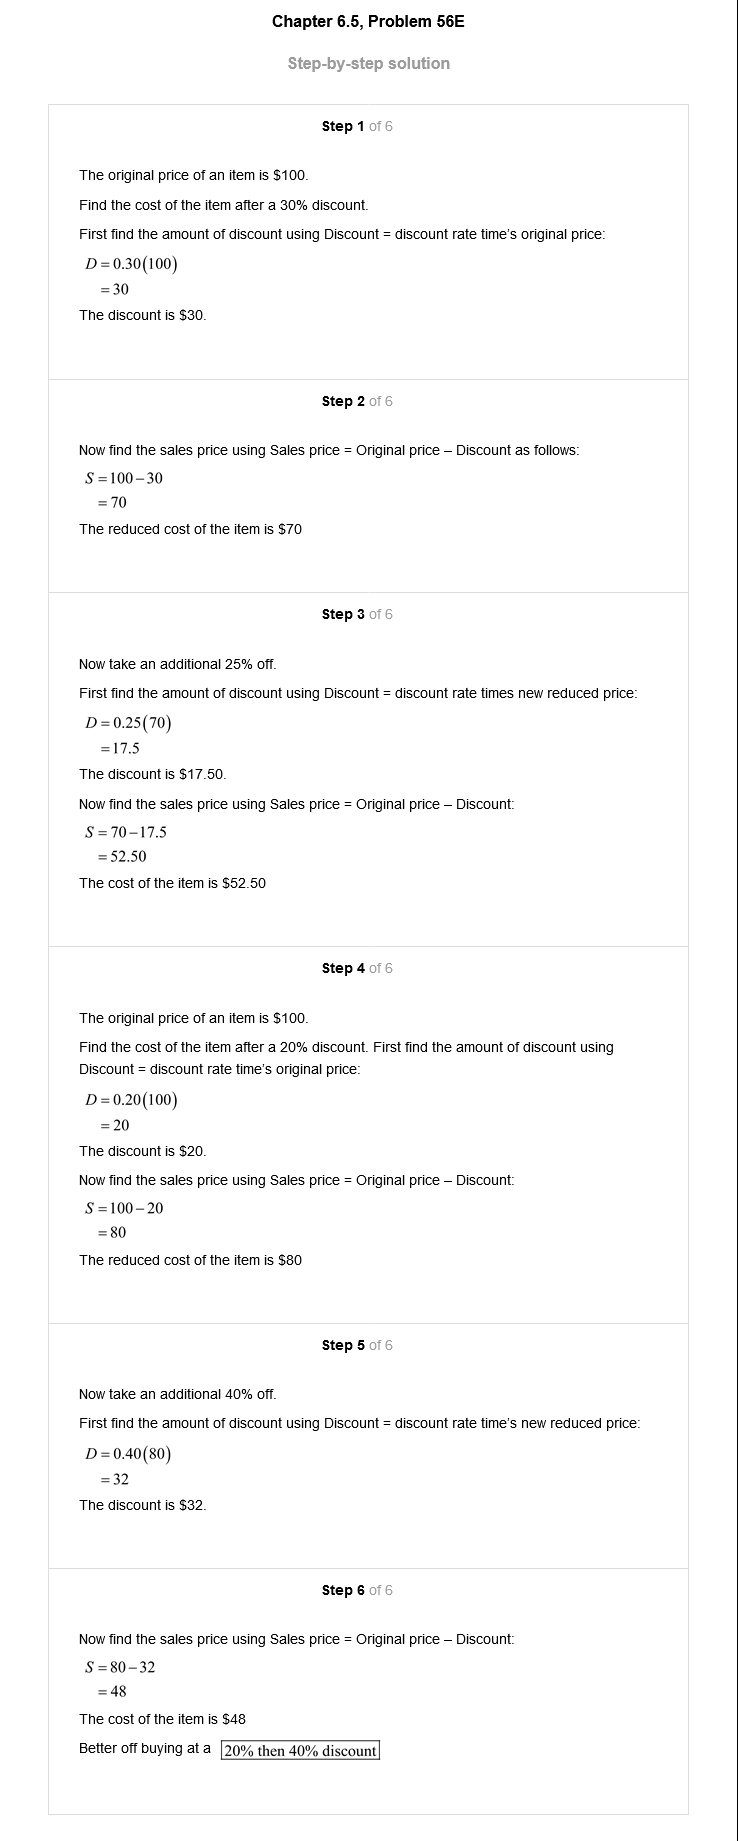 Chapter 6.5, Problem 56E
Step-by-step solution
Step 1 of 6
The original price of an item is $100.
Find the cost of the item after a 30% discount.
First find the amount of discount using Discount = discount rate time’s original price:
D = 0.30(100)
= 30
The discount is $30.
Step 2 of 6
Now find the sales price using Sales price = Original price – Discount as follows:
S = 100 – 30
= 70
The reduced cost of the item is $70
Step 3 of 6
Now take an additional 25% off.
First find the amount of discount using Discount = discount rate times new reduced price:
D = 0.25(70)
= 17.5
The discount is $17.50.
Now find the sales price using Sales price = Original price – Discount:
S = 70 – 17.5
= 52.50
The cost of the item is $52.50
Step 4 of 6
The original price of an item is $100.
Find the cost of the item after a 20% discount. First find the amount of discount using
Discount = discount rate time’s original price:
D = 0.20(100)
= 20
The discount is $20.
Now find the sales price using Sales price = Original price – Discount:
S = 100 – 20
= 80
The reduced cost of the item is $80
Step 5 of 6
Now take an additional 40% off.
First find the amount of discount using Discount = discount rate time’s new reduced price:
D = 0.40(80)
= 32
The discount is $32.
Step 6 of 6
Now find the sales price using Sales price = Original price – Discount:
S = 80 – 32
= 48
The cost of the item is $48
Better off buying at a 20% then 40% discount